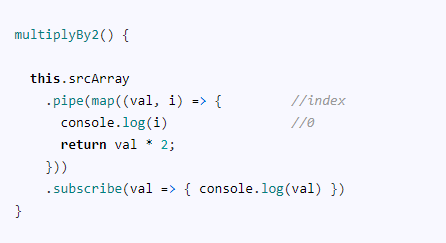 multiplyBy2() {
this.srcArray
.pipe(map((val, i) => {          //index
console.log(i)                //0
return val * 2;
}))
.subscribe(val => { console.log(val) })
}